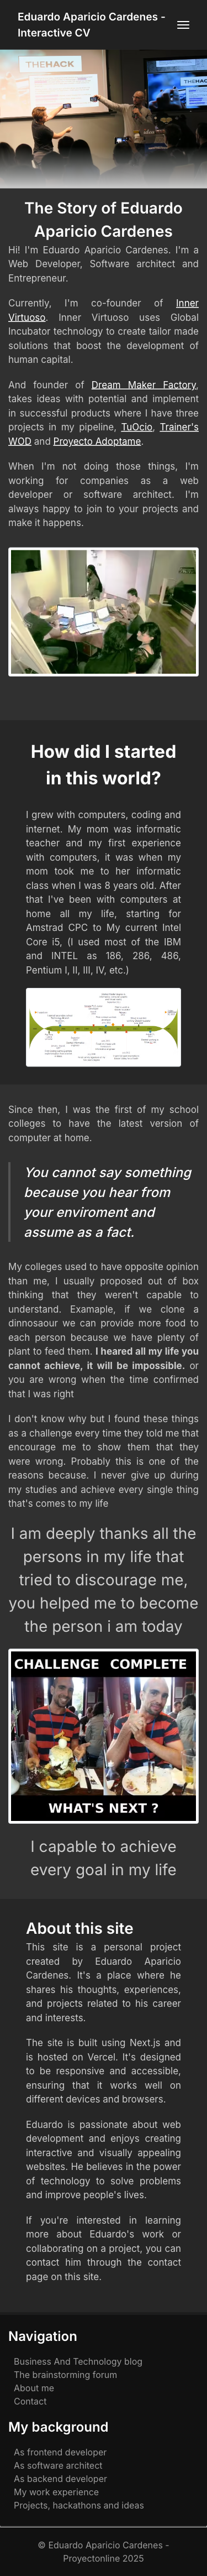 Eduardo Aparicio Cardenes -
Interactive CV
THEHACK
The Story of Eduardo
Aparicio Cardenes
Hi! I'm Eduardo Aparicio Cardenes. I'm a
Web Developer, Software architect and
Entrepreneur.
Currently, I'm co-founder of Inner
Virtuoso. Inner Virtuoso uses Global
Incubator technology to create tailor made
solutions that boost the development of
human capital.
And founder of Dream Maker Factory,
takes ideas with potential and implement
in successful products where I have three
projects in my pipeline, TuOcio, Trainer's
WOD and Proyecto Adoptame.
When I'm not doing those things, I'm
working for companies as a web
developer or software architect. I'm
always happy to join to your projects and
make it happens.
How did I started
in this world?
I grew with computers, coding and
internet. My mom was informatic
teacher and my first experience
with computers, it was when my
mom took me to her informatic
class when I was 8 years old. After
that I've been with computers at
home all my life, starting for
Amstrad CPC to My current Intel
Core i5, (I used most of the IBM
and INTEL as 186, 286, 486,
Pentium I, II, III, IV, etc.)
Since then, I was the first of my school
colleges to have the latest version of
computer at home.
You cannot say something
because you hear from
your enviroment and
assume as a fact.
My colleges used to have opposite opinion
than me, I usually proposed out of box
thinking that they weren't capable to
understand. Examaple, if we clone a
dinnosaour we can provide more food to
each person because we have plenty of
plant to feed them. I heared all my life you
cannot achieve, it will be impossible. or
you are wrong when the time confirmed
that I was right
I don't know why but I found these things
as a challenge every time they told me that
encourage me to show them that they
were wrong. Probably this is one of the
reasons because. I never give up during
my studies and achieve every single thing
that's comes to my life
I am deeply thanks all the
persons in my life that
tried to discourage me,
you helped me to become
the person i am today
CHALLENGE COMPLETE
WHAT'S NEXT ?
I capable to achieve
every goal in my life
About this site
This site is a personal project
created by Eduardo Aparicio
Cardenes. It's a place where he
shares his thoughts, experiences,
and projects related to his career
and interests.
The site is built using Next.js and
is hosted on Vercel. It's designed
to be responsive and accessible,
ensuring that it works well on
different devices and browsers.
Eduardo is passionate about web
development and enjoys creating
interactive and visually appealing
websites. He believes in the power
of technology to solve problems
and improve people's lives.
If you're interested in learning
more about Eduardo's work or
collaborating on a project, you can
contact him through the contact
page on this site.
Navigation
Business And Technology blog
The brainstorming forum
About me
Contact
My background
As frontend developer
As software architect
As backend developer
My work experience
Projects, hackathons and ideas
© Eduardo Aparicio Cardenes -
Proyectonline 2025